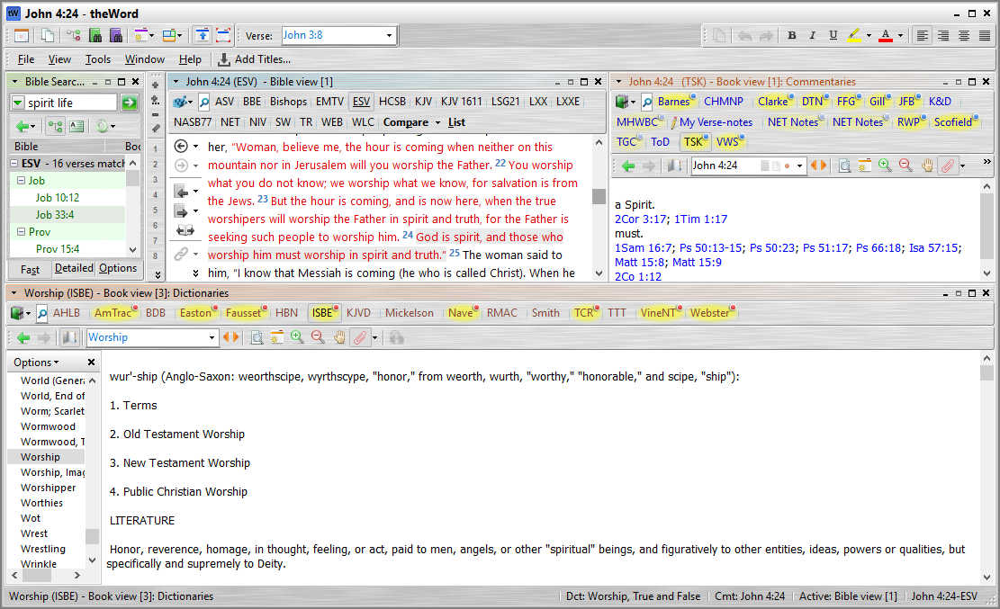 John 4:24 - theWord
Verse: John 3:8
B I U A
File View Tools Window Help Add Titles...
Bible Searc...
spirit life
Bible Boo
ESV - 16 verses match
Job
Job 10:12
Job 33:4
Prov
Prov 15:4
Fast Detailed Options
1
2
3
4
5
6
7
8
John 4:24 (ESV) - Bible view [1]
ASV BBE Bishops EMTV ESV HCSB KJV KJV 1611 LSG21 LXX LXXE
NASB77 NET NIV SW TR WEB WLC Compare List
her, “Woman, believe me, the hour is coming when neither on this
mountain nor in Jerusalem will you worship the Father. 22 You worship
what you do not know; we worship what we know, for salvation is from
the Jews. 23 But the hour is coming, and is now here, when the true
worshipers will worship the Father in spirit and truth, for the Father is
seeking such people to worship him. 24 God is spirit, and those who
worship him must worship in spirit and truth.” 25 The woman said to
him, “I know that Messiah is coming (he who is called Christ). When he
John 4:24 (TSK) - Book view [1]: Commentaries
Barnes CHMNP Clarke DTN FFG Gill JFB K&D
MHWBC My Verse-notes NET Notes NET Notes RWP Scofield
TGC ToD TSK VWS
John 4:24
a Spirit.
2Cor 3:17; 1Tim 1:17
must.
1Sam 16:7; Ps 50:13-15; Ps 50:23; Ps 51:17; Ps 66:18; Isa 57:15;
Matt 15:8; Matt 15:9
2Co 1:12
Worship (ISBE) - Book view [3]: Dictionaries
AHLB AmTrac BDB Easton Fausset HBN ISBE KJVD Mickelson Nave RMAC Smith TCR TTT VineNT Webster
Worship
Options
World (Genera
World, End of
Worm; Scarlet
Wormwood
Wormwood, T
Worship
Worship, Imag
Worshipper
Worthies
Wot
Wrest
Wrestling
Wrinkle
wur'-ship (Anglo-Saxon: weorthscipe, wyrthscype, "honor," from weorth, wurth, "worthy," "honorable," and scipe, "ship"):
1. Terms
2. Old Testament Worship
3. New Testament Worship
4. Public Christian Worship
LITERATURE
Honor, reverence, homage, in thought, feeling, or act, paid to men, angels, or other "spiritual" beings, and figuratively to other entities, ideas, powers or qualities, but
specifically and supremely to Deity.
Worship (ISBE) - Book view [3]: Dictionaries Dct: Worship, True and False Cmt: John 4:24 Active: Bible view [1] John 4:24-ESV